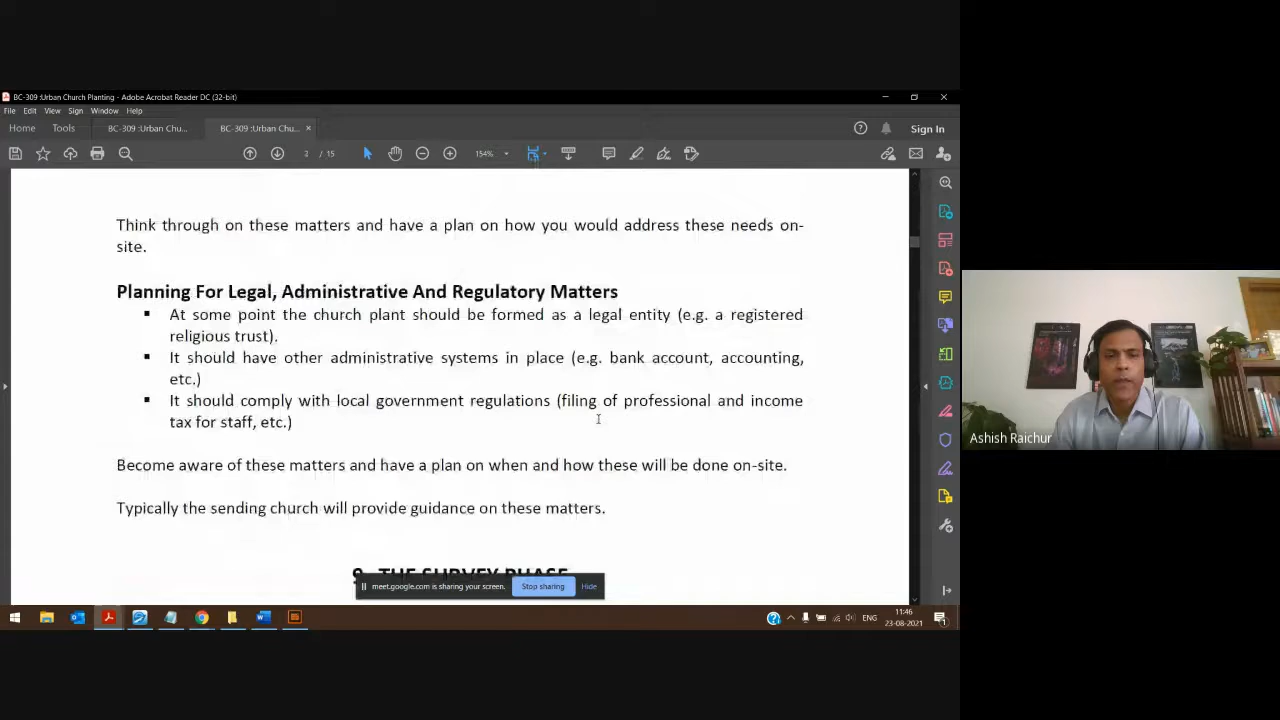 BC-309 :Urban Church Planting - Adobe Acrobat Reader DC (32-bit)
File Edit View Sign Window Help
Home Tools BC-309 :Urban Chu... BC-309 :Urban Chu... × Sign In
2 / 15 154%
Think through on these matters and have a plan on how you would address these needs on-
site.
Planning For Legal, Administrative And Regulatory Matters
▪ At some point the church plant should be formed as a legal entity (e.g. a registered
religious trust).
▪ It should have other administrative systems in place (e.g. bank account, accounting,
etc.)
▪ It should comply with local government regulations (filing of professional and income
tax for staff, etc.)
Become aware of these matters and have a plan on when and how these will be done on-site.
Typically the sending church will provide guidance on these matters.
9. THE SURVEY PHASE
meet.google.com is sharing your screen. Stop sharing Hide
Ashish Raichur
ENG
11:46
23-08-2021